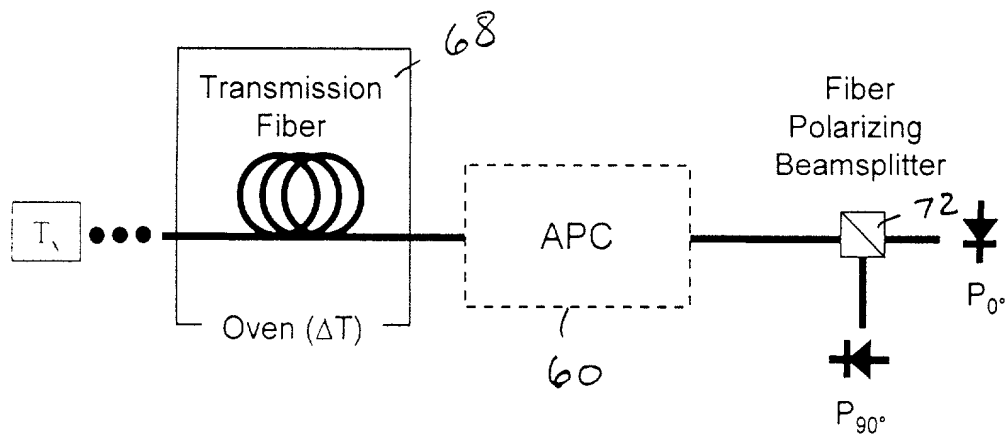 68
Transmission
Fiber
Fiber
Polarizing
Beamsplitter
72
APC
P0°
Oven (ΔT)
60
P90°